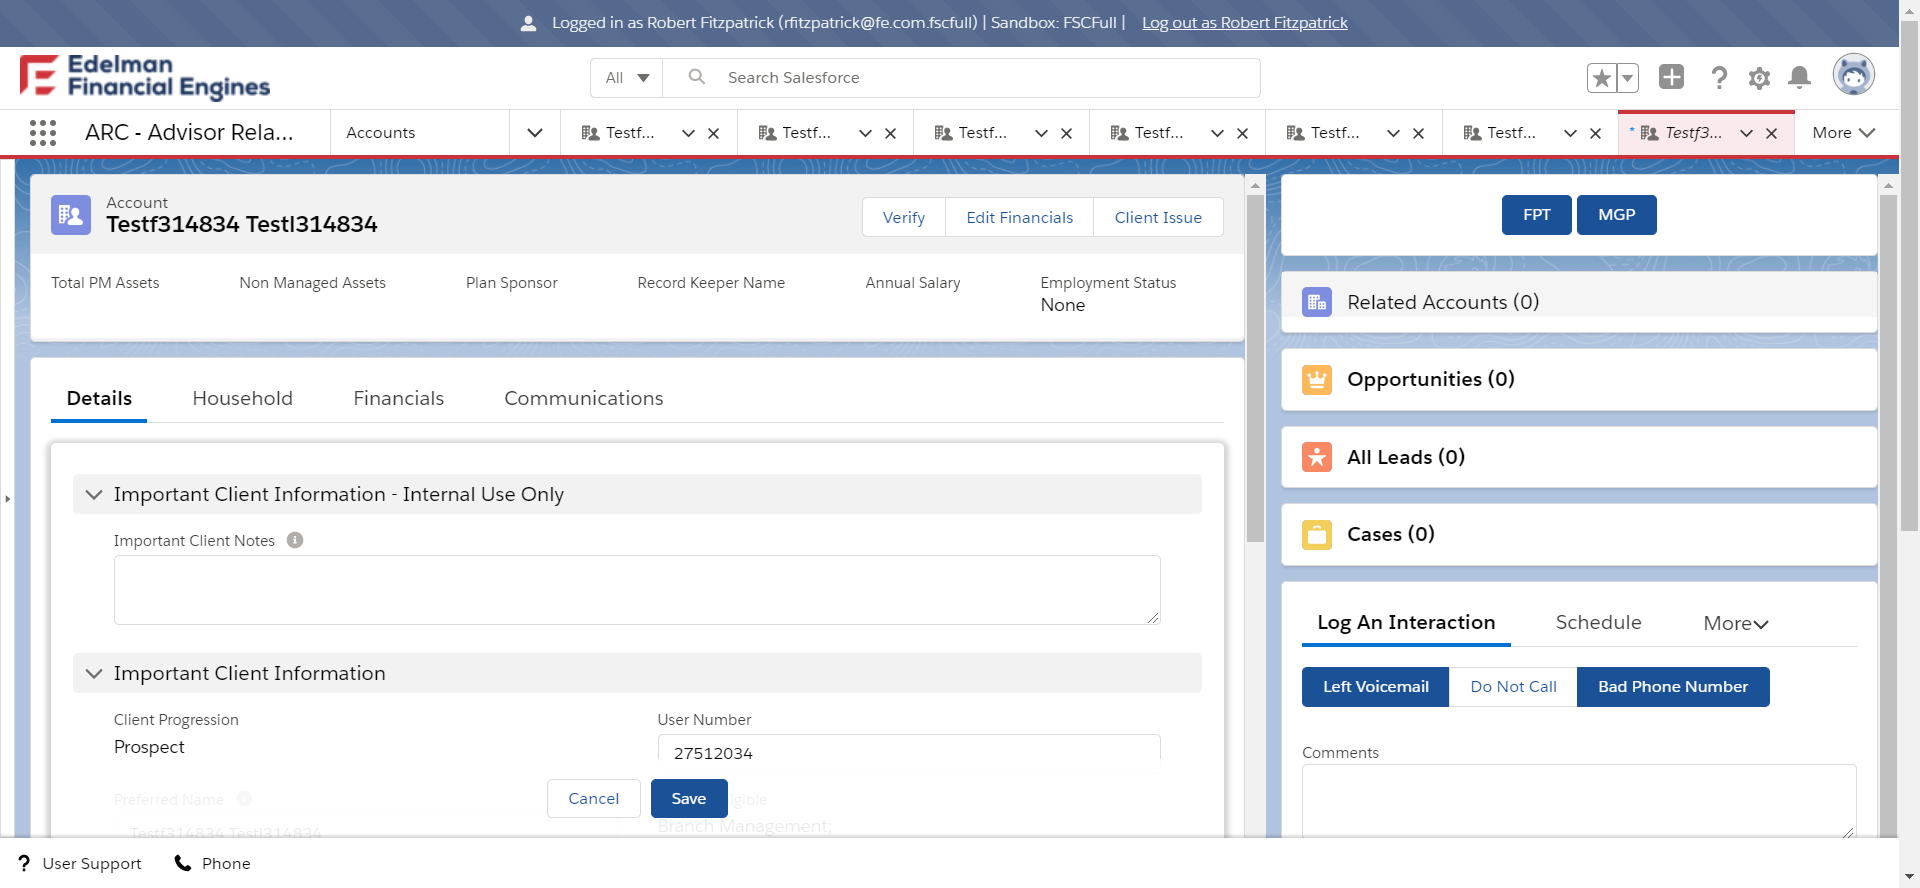 Logged in as Robert Fitzpatrick (rfitzpatrick@fe.com.fscfull) | Sandbox: FSCFull | Log out as Robert Fitzpatrick
Edelman
Financial Engines
All
Search Salesforce
ARC - Advisor Rela...
Accounts
Testf...
Testf...
Testf...
Testf...
Testf...
Testf...
* Testf3...
More
Account
Testf314834 Testl314834
Verify
Edit Financials
Client Issue
Total PM Assets
Non Managed Assets
Plan Sponsor
Record Keeper Name
Annual Salary
Employment Status
None
Details
Household
Financials
Communications
Important Client Information - Internal Use Only
Important Client Notes
Important Client Information
Client Progression
Prospect
User Number
27512034
Preferred Name
Testf314834 Testl314834
Cancel
Save
igible
Branch Management;
FPT
MGP
Related Accounts (0)
Opportunities (0)
All Leads (0)
Cases (0)
Log An Interaction
Schedule
More
Left Voicemail
Do Not Call
Bad Phone Number
Comments
User Support
Phone